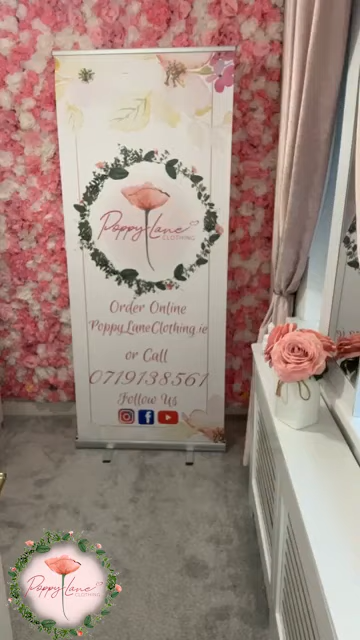 Poppy Lane
CLOTHING
Order Online
PoppyLaneClothing.ie
or Call
0719138561
Follow Us
Poppy Lane
CLOTHING